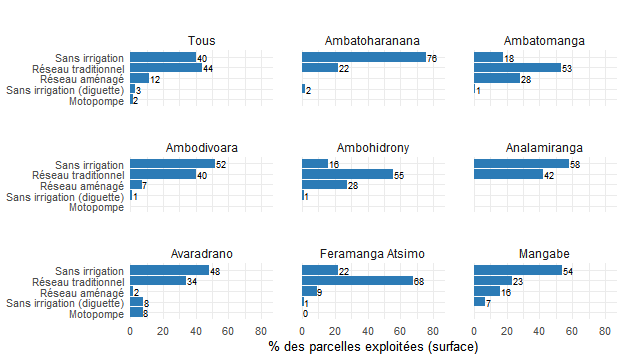 Tous Ambatoharanana Ambatomanga
Sans irrigation 40 76 18
Réseau traditionnel 44 22 53
Réseau aménagé 12 28
Sans irrigation (diguette) 3 2 1
Motopompe 2
Ambodivoara Ambohidrony Analamiranga
Sans irrigation 52 16 58
Réseau traditionnel 40 55 42
Réseau aménagé 7 28
Sans irrigation (diguette) 1 1
Motopompe
Avaradrano Feramanga Atsimo Mangabe
Sans irrigation 48 22 54
Réseau traditionnel 34 68 23
Réseau aménagé 2 9 16
Sans irrigation (diguette) 8 1 7
Motopompe 8 0
0 20 40 60 80 0 20 40 60 80 0 20 40 60 80
% des parcelles exploitées (surface)